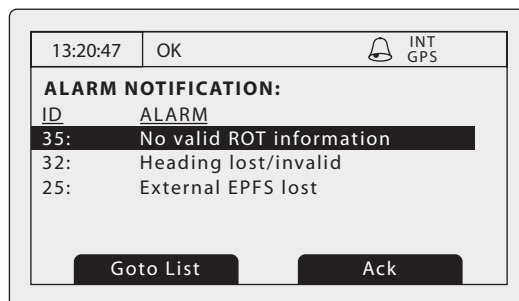 13:20:47 OK INT
GPS
ALARM NOTIFICATION:
ID ALARM
35: No valid ROT information
32: Heading lost/invalid
25: External EPFS lost
Goto List Ack